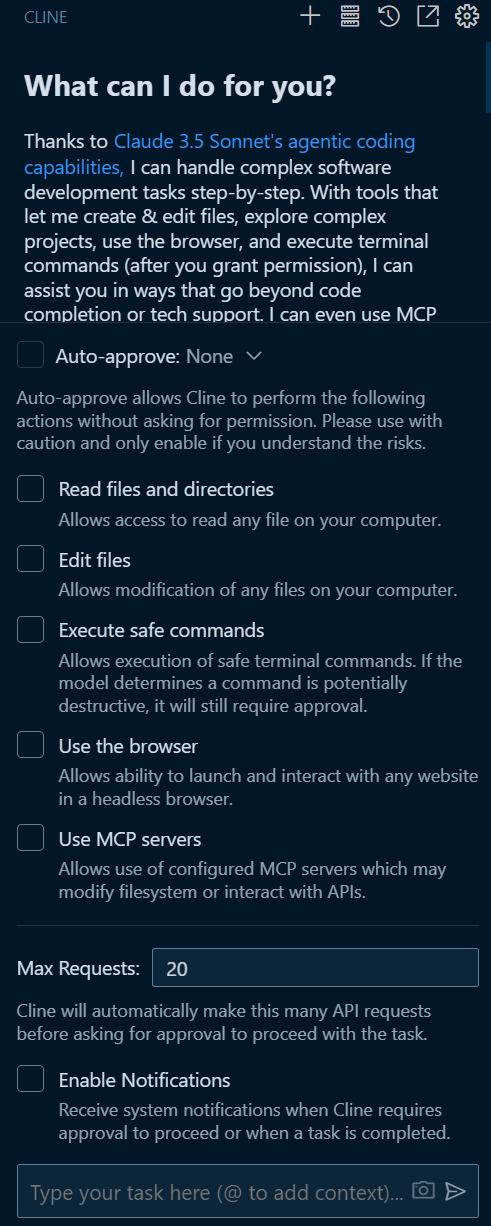 CLINE
What can I do for you?
Thanks to Claude 3.5 Sonnet's agentic coding
capabilities, I can handle complex software
development tasks step-by-step. With tools that
let me create & edit files, explore complex
projects, use the browser, and execute terminal
commands (after you grant permission), I can
assist you in ways that go beyond code
completion or tech support. I can even use MCP
Auto-approve: None
Auto-approve allows Cline to perform the following
actions without asking for permission. Please use with
caution and only enable if you understand the risks.
Read files and directories
Allows access to read any file on your computer.
Edit files
Allows modification of any files on your computer.
Execute safe commands
Allows execution of safe terminal commands. If the
model determines a command is potentially
destructive, it will still require approval.
Use the browser
Allows ability to launch and interact with any website
in a headless browser.
Use MCP servers
Allows use of configured MCP servers which may
modify filesystem or interact with APIs.
Max Requests: 20
Cline will automatically make this many API requests
before asking for approval to proceed with the task.
Enable Notifications
Receive system notifications when Cline requires
approval to proceed or when a task is completed.
Type your task here (@ to add context)...